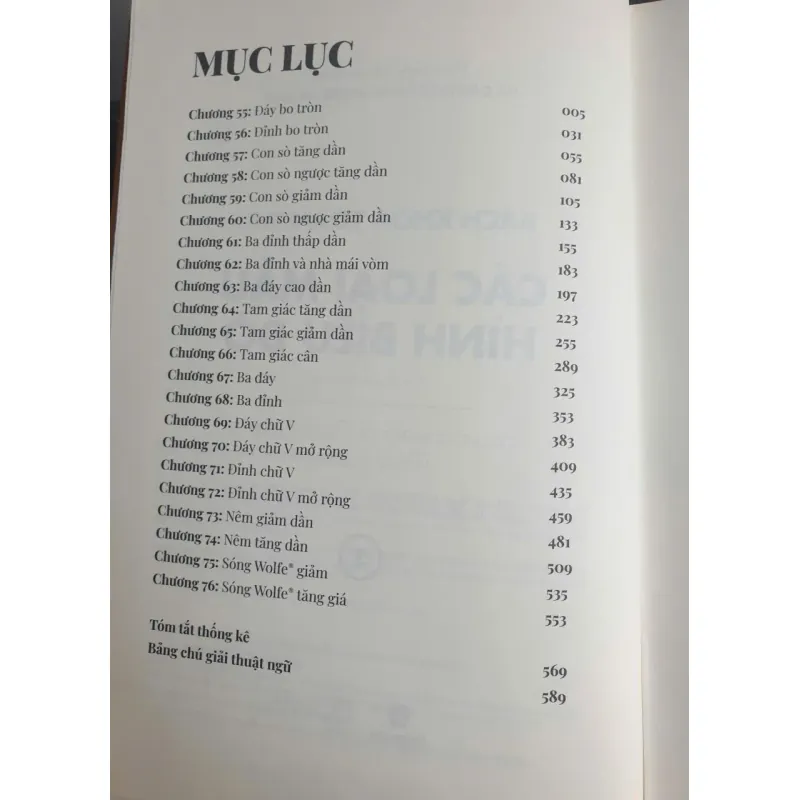 MỤC LỤC
Chương 55: Đáy bo tròn 005
Chương 56: Đỉnh bo tròn 031
Chương 57: Con sò tăng dần 055
Chương 58: Con sò ngược tăng dần 081
Chương 59: Con sò giảm dần 105
Chương 60: Con sò ngược giảm dần 133
Chương 61: Ba đỉnh thấp dần 155
Chương 62: Ba đỉnh và nhà mái vòm 183
Chương 63: Ba đáy cao dần 197
Chương 64: Tam giác tăng dần 223
Chương 65: Tam giác giảm dần 255
Chương 66: Tam giác cân 289
Chương 67: Ba đáy 325
Chương 68: Ba đỉnh 353
Chương 69: Đáy chữ V 383
Chương 70: Đáy chữ V mở rộng 409
Chương 71: Đỉnh chữ V 435
Chương 72: Đỉnh chữ V mở rộng 459
Chương 73: Nêm giảm dần 481
Chương 74: Nêm tăng dần 509
Chương 75: Sóng Wolfe® giảm 535
Chương 76: Sóng Wolfe® tăng giá 553
Tóm tắt thống kê 569
Bảng chú giải thuật ngữ 589